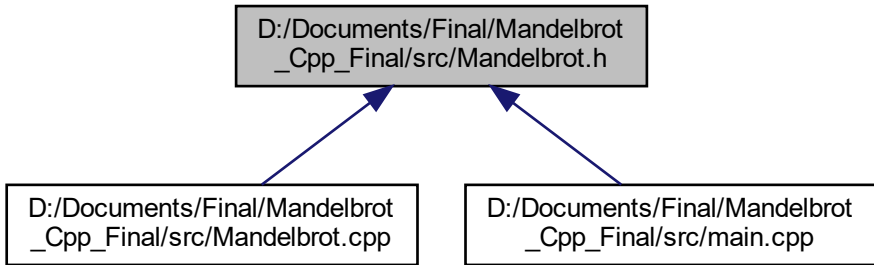 D:/Documents/Final/Mandelbrot
_Cpp_Final/src/Mandelbrot.h
D:/Documents/Final/Mandelbrot
_Cpp_Final/src/Mandelbrot.cpp
D:/Documents/Final/Mandelbrot
_Cpp_Final/src/main.cpp